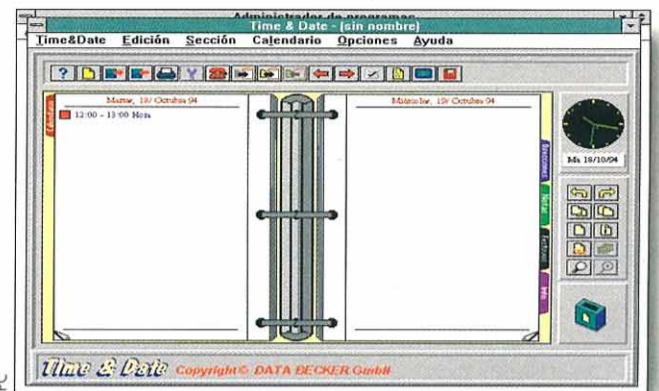 Administrador de programas
Time & Date - (sin nombre)
Time&Date Edición Sección Calendario Opciones Ayuda
Martes, 18/ Octubre 94
Miércoles, 19/ Octubre 94
12:00 - 13:00 Hora
Calendario
Direcciones
Notas
Info
Ma 18/10/94
Time & Date Copyright© DATA BECKER GmbH